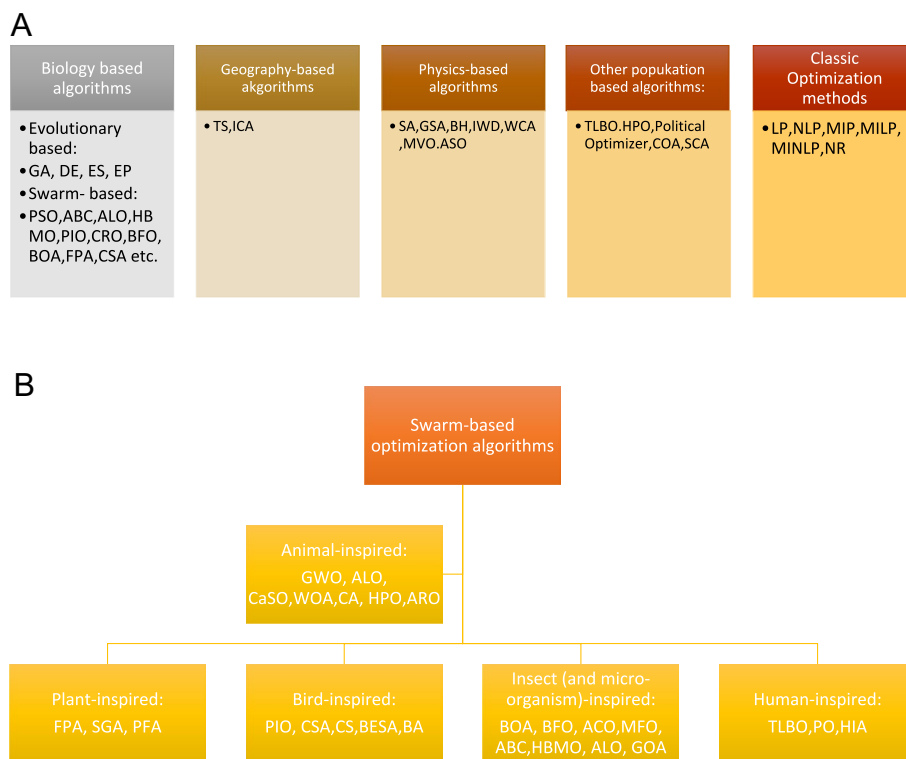 A
Biology based
algorithms
•Evolutionary
based:
•GA, DE, ES, EP
•Swarm- based:
•PSO,ABC,ALO,HB
MO,PIO,CRO,BFO,
BOA,FPA,CSA etc.
Geography-based
akgorithms
•TS,ICA
Physics-based
algorithms
•SA,GSA,BH,IWD,WCA
,MVO.ASO
Other popukation
based algorithms:
•TLBO.HPO,Political
Optimizer,COA,SCA
Classic
Optimization
methods
•LP,NLP,MIP,MILP,
MINLP,NR
B
Swarm-based
optimization algorithms
Animal-inspired:
GWO, ALO,
CaSO,WOA,CA, HPO,ARO
Plant-inspired:
FPA, SGA, PFA
Bird-inspired:
PIO, CSA,CS,BESA,BA
Insect (and micro-
organism)-inspired:
BOA, BFO, ACO,MFO,
ABC,HBMO, ALO, GOA
Human-inspired:
TLBO,PO,HIA